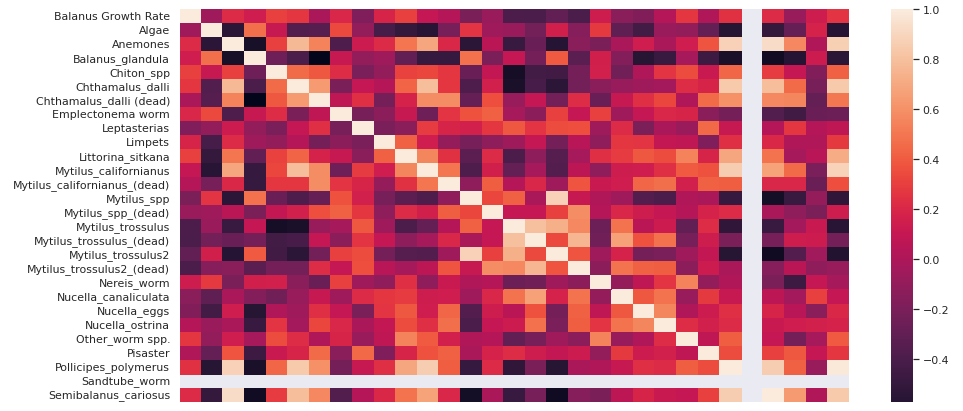 Balanus Growth Rate
Algae
Anemones
Balanus_glandula
Chiton_spp
Chthamalus_dalli
Chthamalus_dalli (dead)
Emplectonema worm
Leptasterias
Limpets
Littorina_sitkana
Mytilus_californianus
Mytilus_californianus_(dead)
Mytilus_spp
Mytilus_spp_(dead)
Mytilus_trossulus
Mytilus_trossulus_(dead)
Mytilus_trossulus2
Mytilus_trossulus2_(dead)
Nereis_worm
Nucella_canaliculata
Nucella_eggs
Nucella_ostrina
Other_worm spp.
Pisaster
Pollicipes_polymerus
Sandtube_worm
Semibalanus_cariosus
1.0
0.8
0.6
0.4
0.2
0.0
−0.2
−0.4